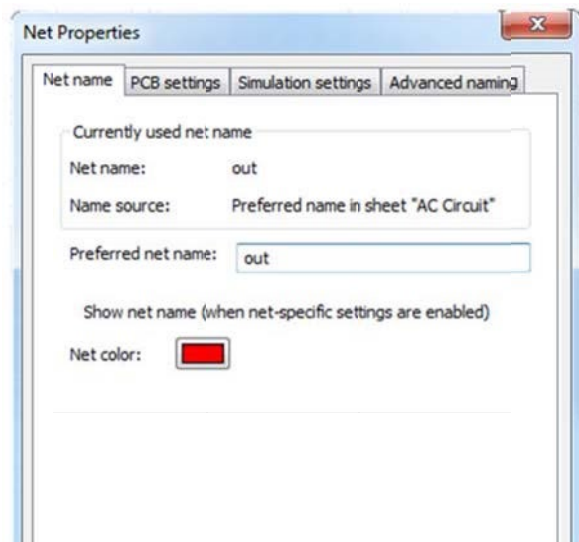 Net Properties
Net name PCB settings Simulation settings Advanced naming
Currently used net name
Net name: out
Name source: Preferred name in sheet "AC Circuit"
Preferred net name: out
Show net name (when net-specific settings are enabled)
Net color: